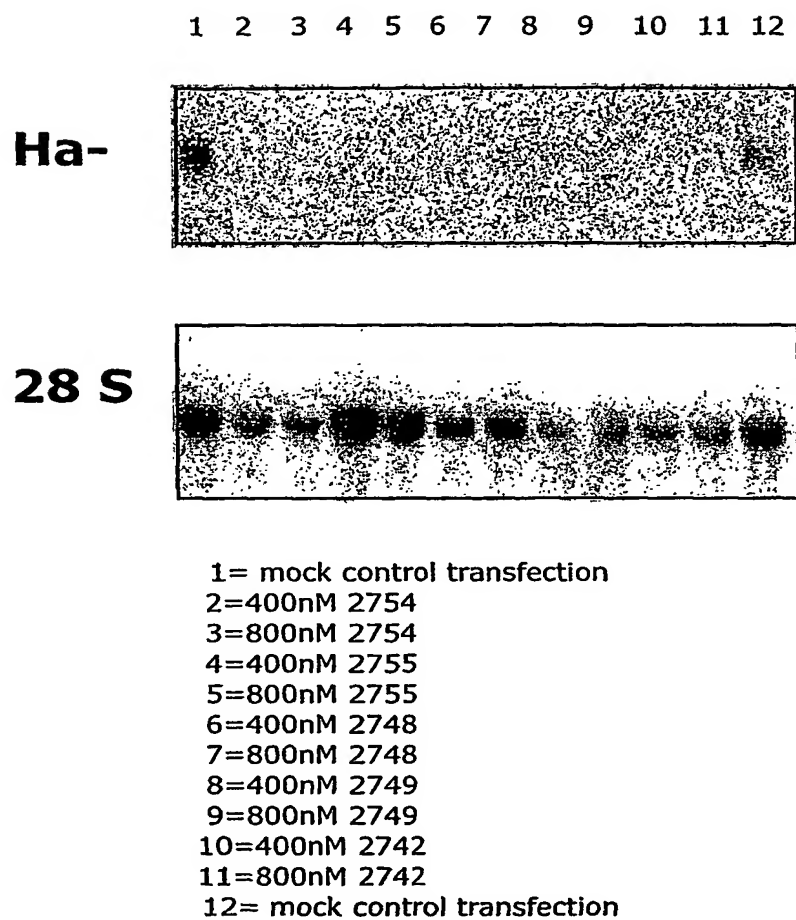 1 2 3 4 5 6 7 8 9 10 11 12
Ha-
28 S
1= mock control transfection
2=400nM 2754
3=800nM 2754
4=400nM 2755
5=800nM 2755
6=400nM 2748
7=800nM 2748
8=400nM 2749
9=800nM 2749
10=400nM 2742
11=800nM 2742
12= mock control transfection